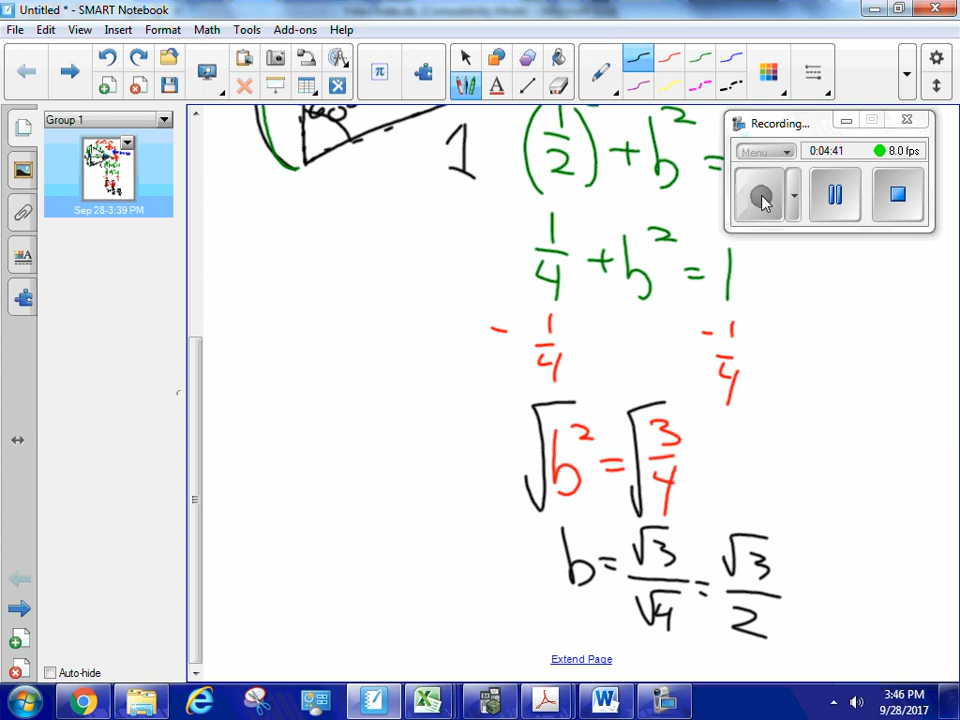 Untitled * - SMART Notebook
File Edit View Insert Format Math Tools Add-ons Help
Group 1
Sep 28-3:39 PM
Recording...
Menu 0:04:41 8.0 fps
60°
1
(1/2)² + b² =
1/4 + b² = 1
- 1/4 - 1/4
√b² = √3/4
b = √3/√4 = √3/2
Extend Page
Auto-hide
3:46 PM
9/28/2017